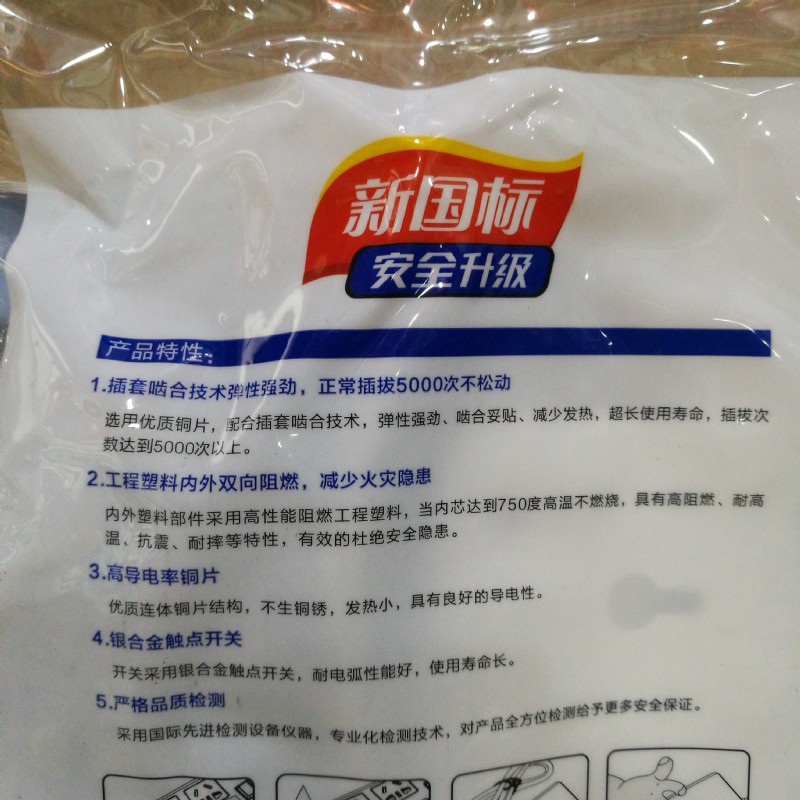 新国标
安全升级
产品特性:
1.插套啮合技术弹性强劲，正常插拔5000次不松动
选用优质铜片，配合插套啮合技术，弹性强劲、啮合妥贴、减少发热，超长使用寿命，插拔次
数达到5000次以上。
2.工程塑料内外双向阻燃，减少火灾隐患
内外塑料部件采用高性能阻燃工程塑料，当内芯达到750度高温不燃烧，具有高阻燃、耐高
温、抗震、耐摔等特性，有效的杜绝安全隐患。
3.高导电率铜片
优质连体铜片结构，不生铜锈，发热小，具有良好的导电性。
4.银合金触点开关
开关采用银合金触点开关，耐电弧性能好，使用寿命长。
5.严格品质检测
采用国际先进检测设备仪器，专业化检测技术，对产品全方位检测给予更多安全保证。